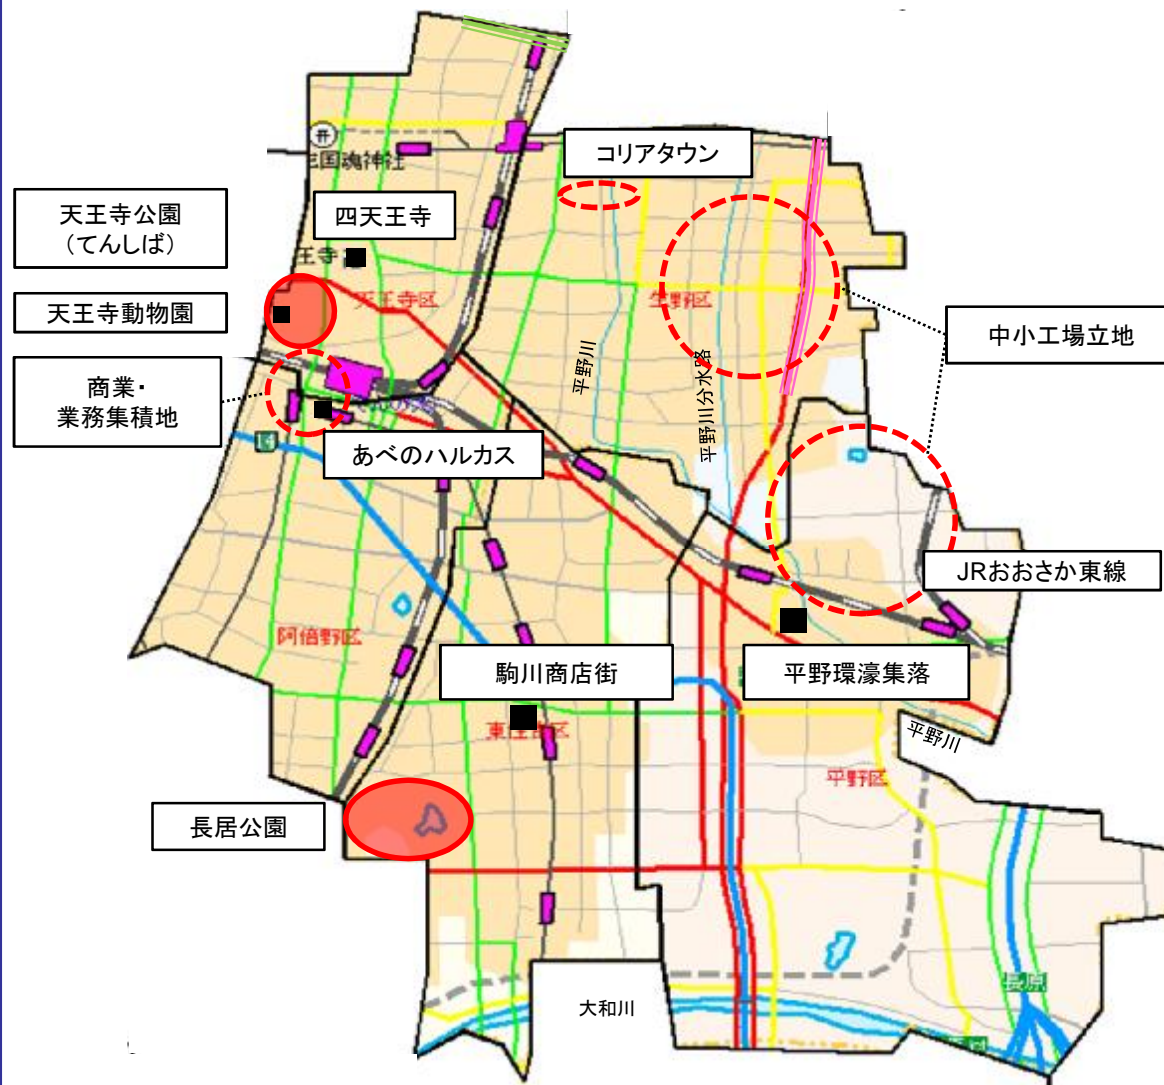 コリアタウン
生国魂神社
天王寺公園
(てんしば)
四天王寺
王寺
天王寺動物園
天王寺区
生野区
中小工場立地
平野川
平野川分水路
商業・
業務集積地
14
あべのハルカス
JRおおさか東線
阿倍野区
駒川商店街
平野環濠集落
東住吉区
平野川
平野区
長居公園
長原
大和川